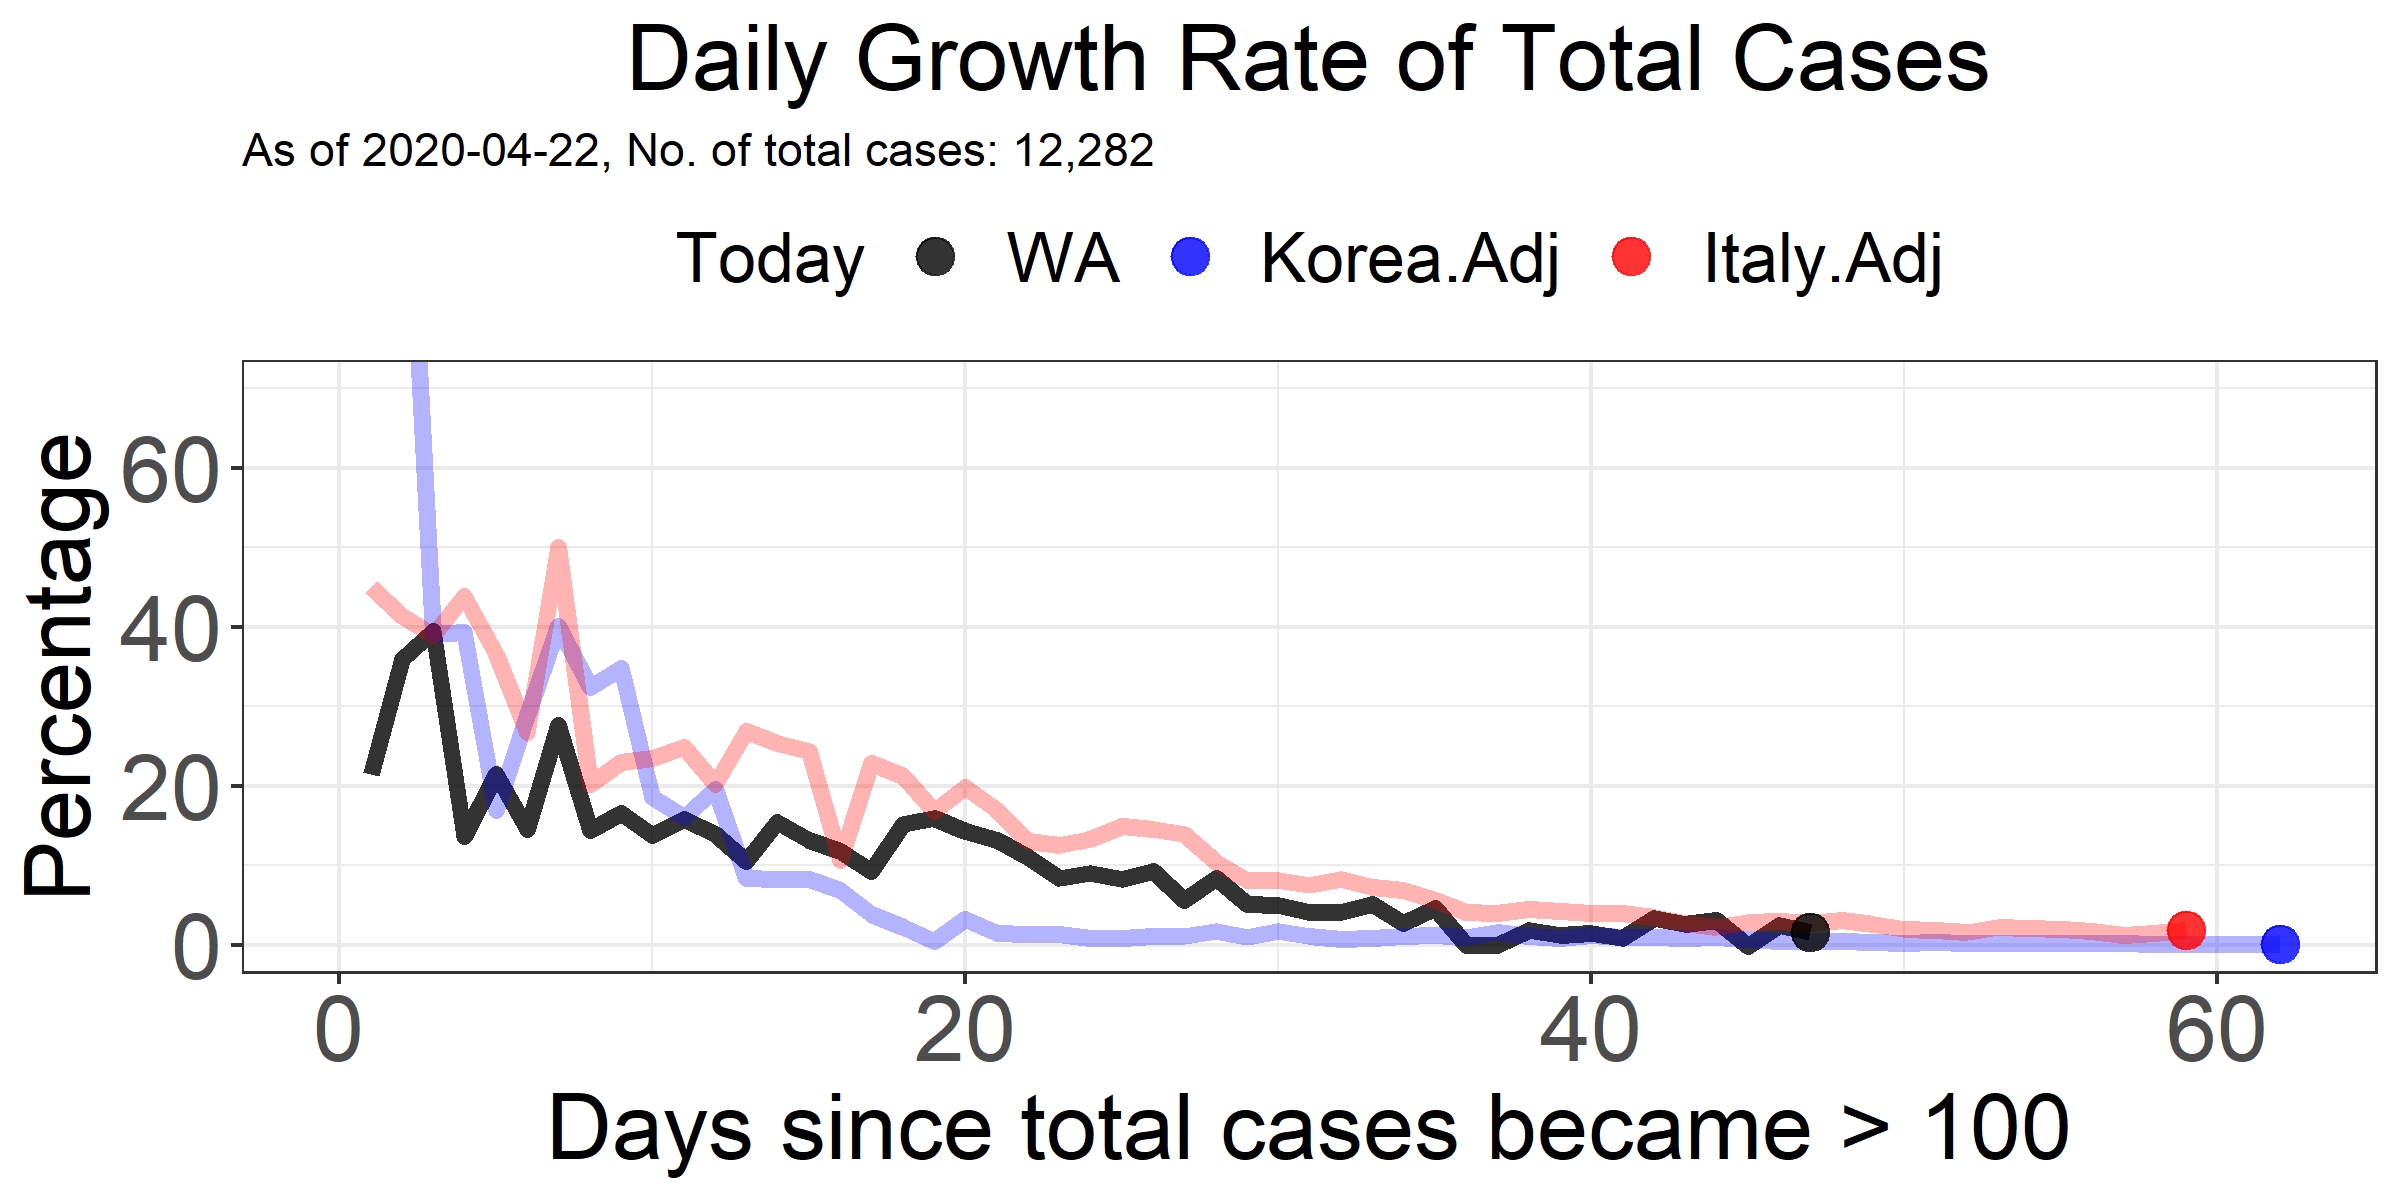 Daily Growth Rate of Total Cases
As of 2020-04-22, No. of total cases: 12,282
Today WA Korea.Adj Italy.Adj
Percentage
60
40
20
0
0 20 40 60
Days since total cases became > 100